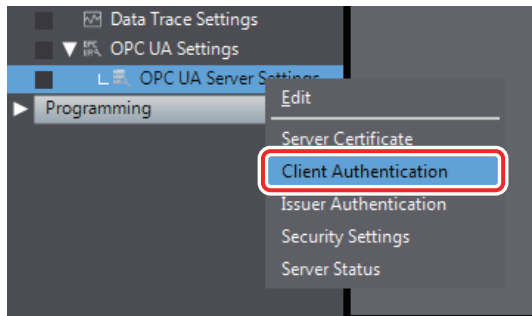 Data Trace Settings
OPC UA Settings
OPC UA Server Settings
Programming
Edit
Server Certificate
Client Authentication
Issuer Authentication
Security Settings
Server Status